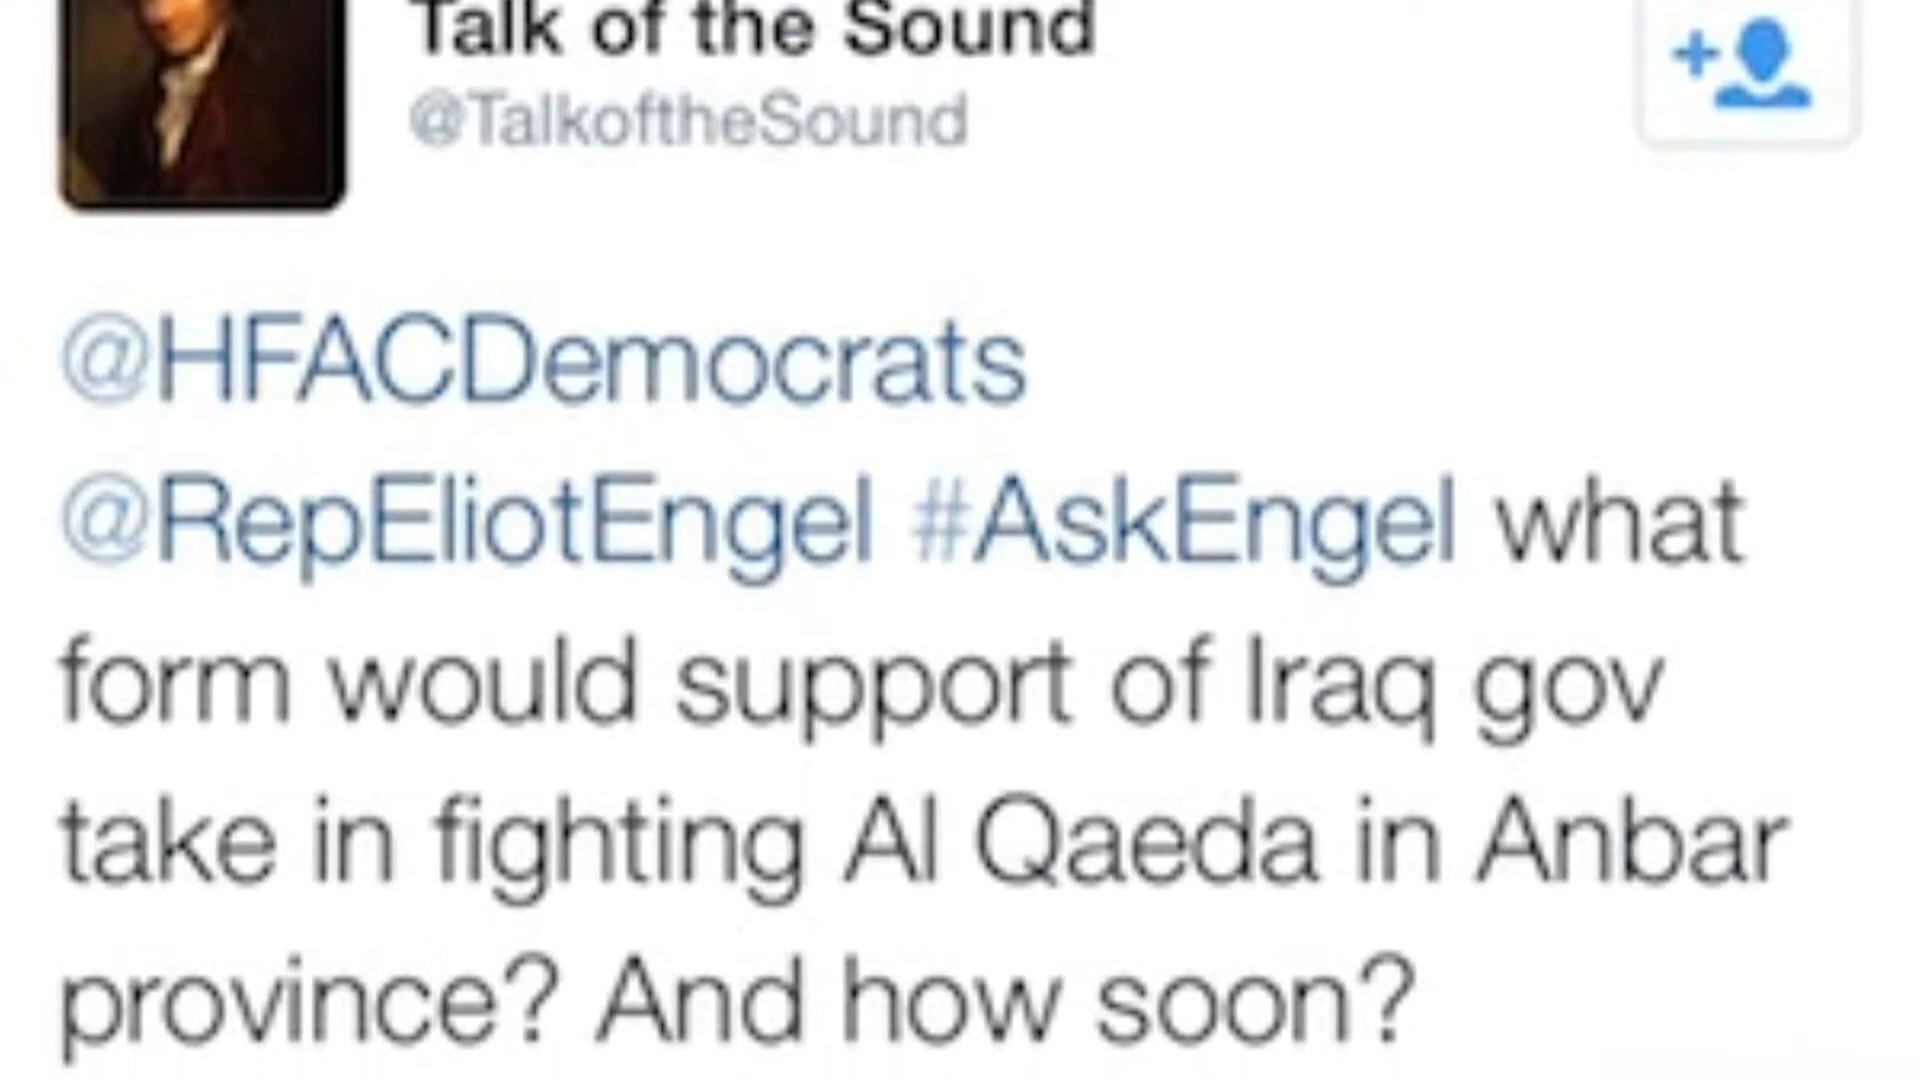 Talk of the Sound
@TalkoftheSound
@HFACDemocrats
@RepEliotEngel #AskEngel what
form would support of Iraq gov
take in fighting Al Qaeda in Anbar
province? And how soon?